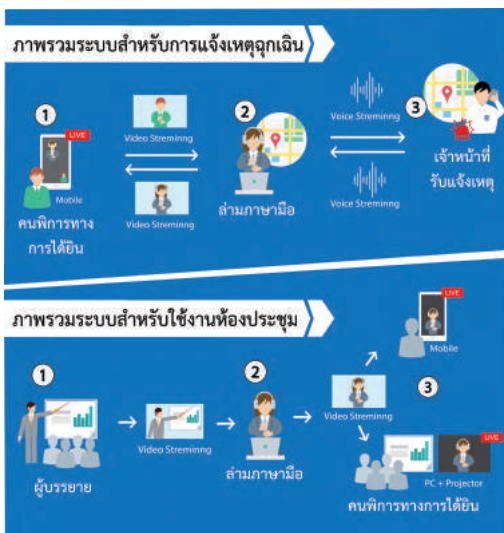 ภาพรวมระบบสำหรับการแจ้งเหตุฉุกเฉิน
1
LIVE
Mobile
คนพิการทาง
การได้ยิน
Video Streminng
Video Streminng
2
ล่ามภาษามือ
Voice Streminng
Voice Streminng
3
เจ้าหน้าที่
รับแจ้งเหตุ
ภาพรวมระบบสำหรับใช้งานห้องประชุม
1
ผู้บรรยาย
Video Streminng
2
ล่ามภาษามือ
Video Streminng
3
LIVE
Mobile
LIVE
PC + Projector
คนพิการทางการได้ยิน